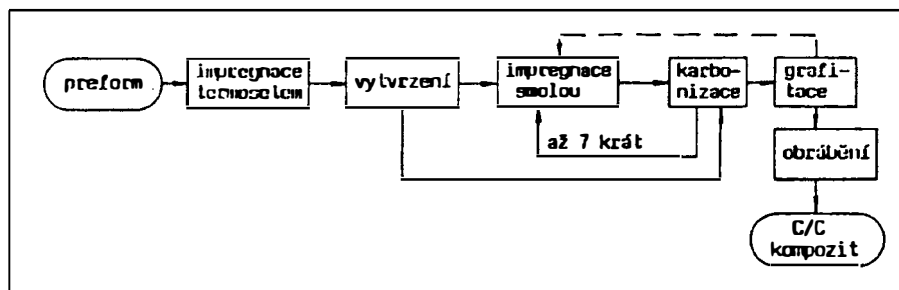 preform
impregnace
termosetem
vytvrzení
impregnace
smolou
karbo-
nizace
grafi-
tace
až 7 krát
obrábění
C/C
kompozit